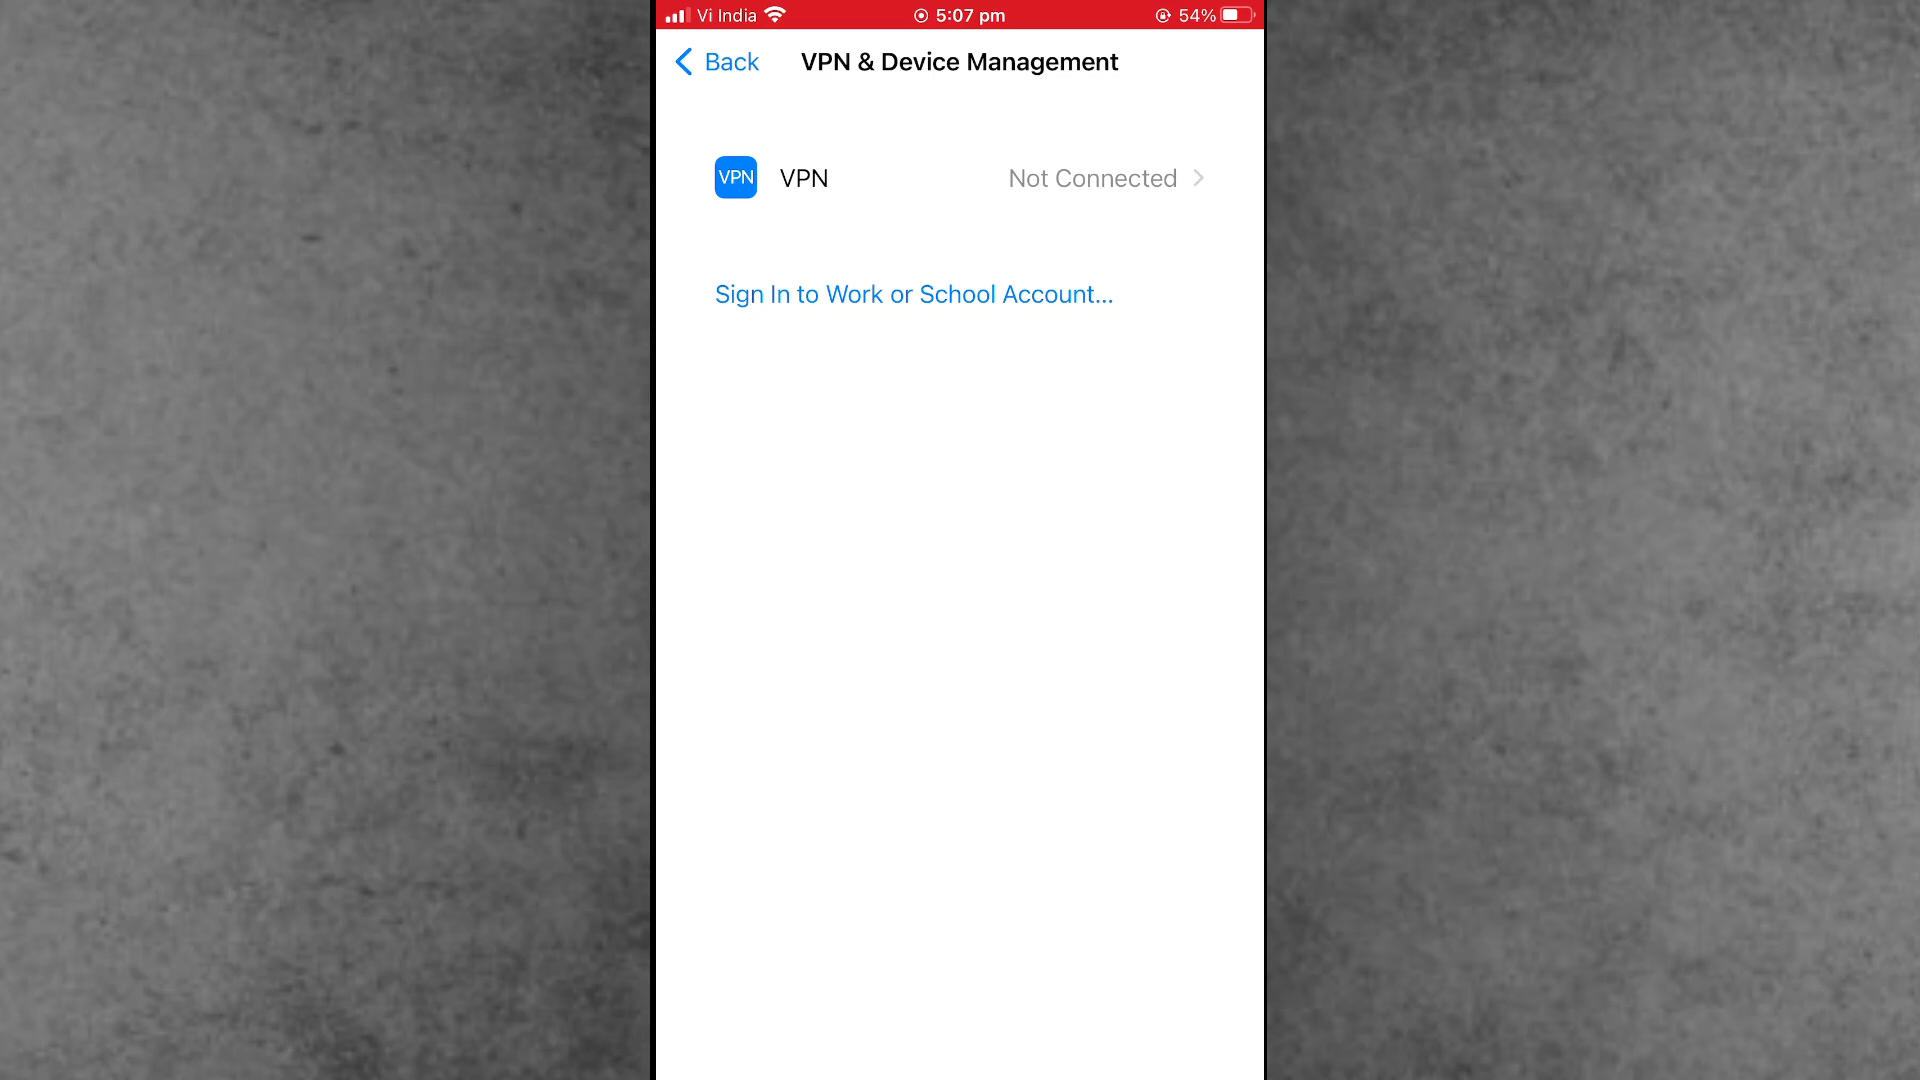 Vi India 5:07 pm 54%
Back VPN & Device Management
VPN VPN Not Connected
Sign In to Work or School Account...